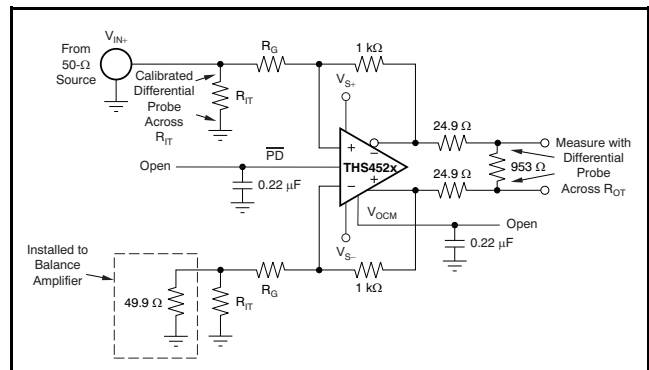 V_IN+
From
50-Ω
Source
Calibrated
Differential
Probe
Across
R_IT
R_IT
R_G
1 kΩ
V_S+
PD
Open
0.22 μF
+
−
THS452x
−
+
V_OCM
V_S−
24.9 Ω
24.9 Ω
953 Ω
Measure with
Differential
Probe
Across R_OT
Open
0.22 μF
Installed to
Balance
Amplifier
49.9 Ω
R_IT
R_G
1 kΩ